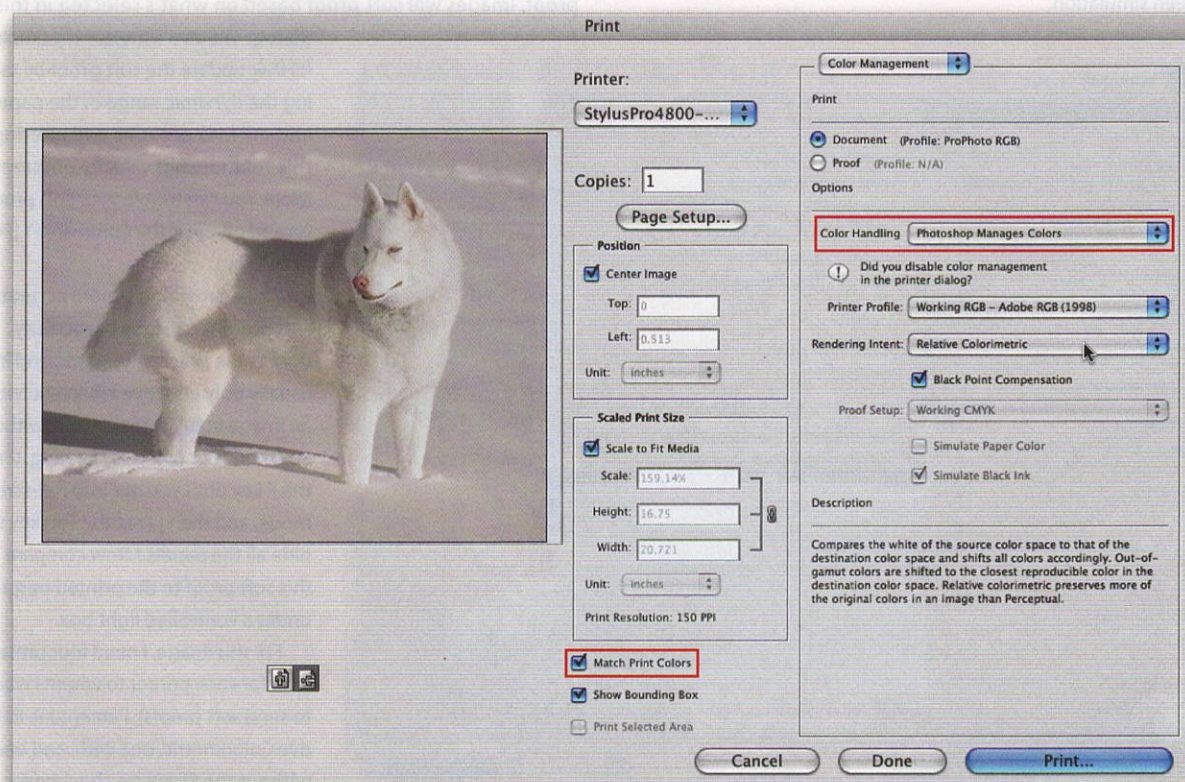 Print
Printer:
StylusPro4800-...
Copies: 1
Page Setup...
Position
Center Image
Top: 0
Left: 0.513
Unit: inches
Scaled Print Size
Scale to Fit Media
Scale: 159.14%
Height: 16.75
Width: 20.721
Unit: inches
Print Resolution: 150 PPI
Match Print Colors
Show Bounding Box
Print Selected Area
Color Management
Print
Document (Profile: ProPhoto RGB)
Proof (Profile: N/A)
Options
Color Handling Photoshop Manages Colors
Did you disable color management
in the printer dialog?
Printer Profile: Working RGB - Adobe RGB (1998)
Rendering Intent: Relative Colorimetric
Black Point Compensation
Proof Setup: Working CMYK
Simulate Paper Color
Simulate Black Ink
Description
Compares the white of the source color space to that of the
destination color space and shifts all colors accordingly. Out-of-
gamut colors are shifted to the closest reproducible color in the
destination color space. Relative colorimetric preserves more of
the original colors in an image than Perceptual.
Cancel
Done
Print...